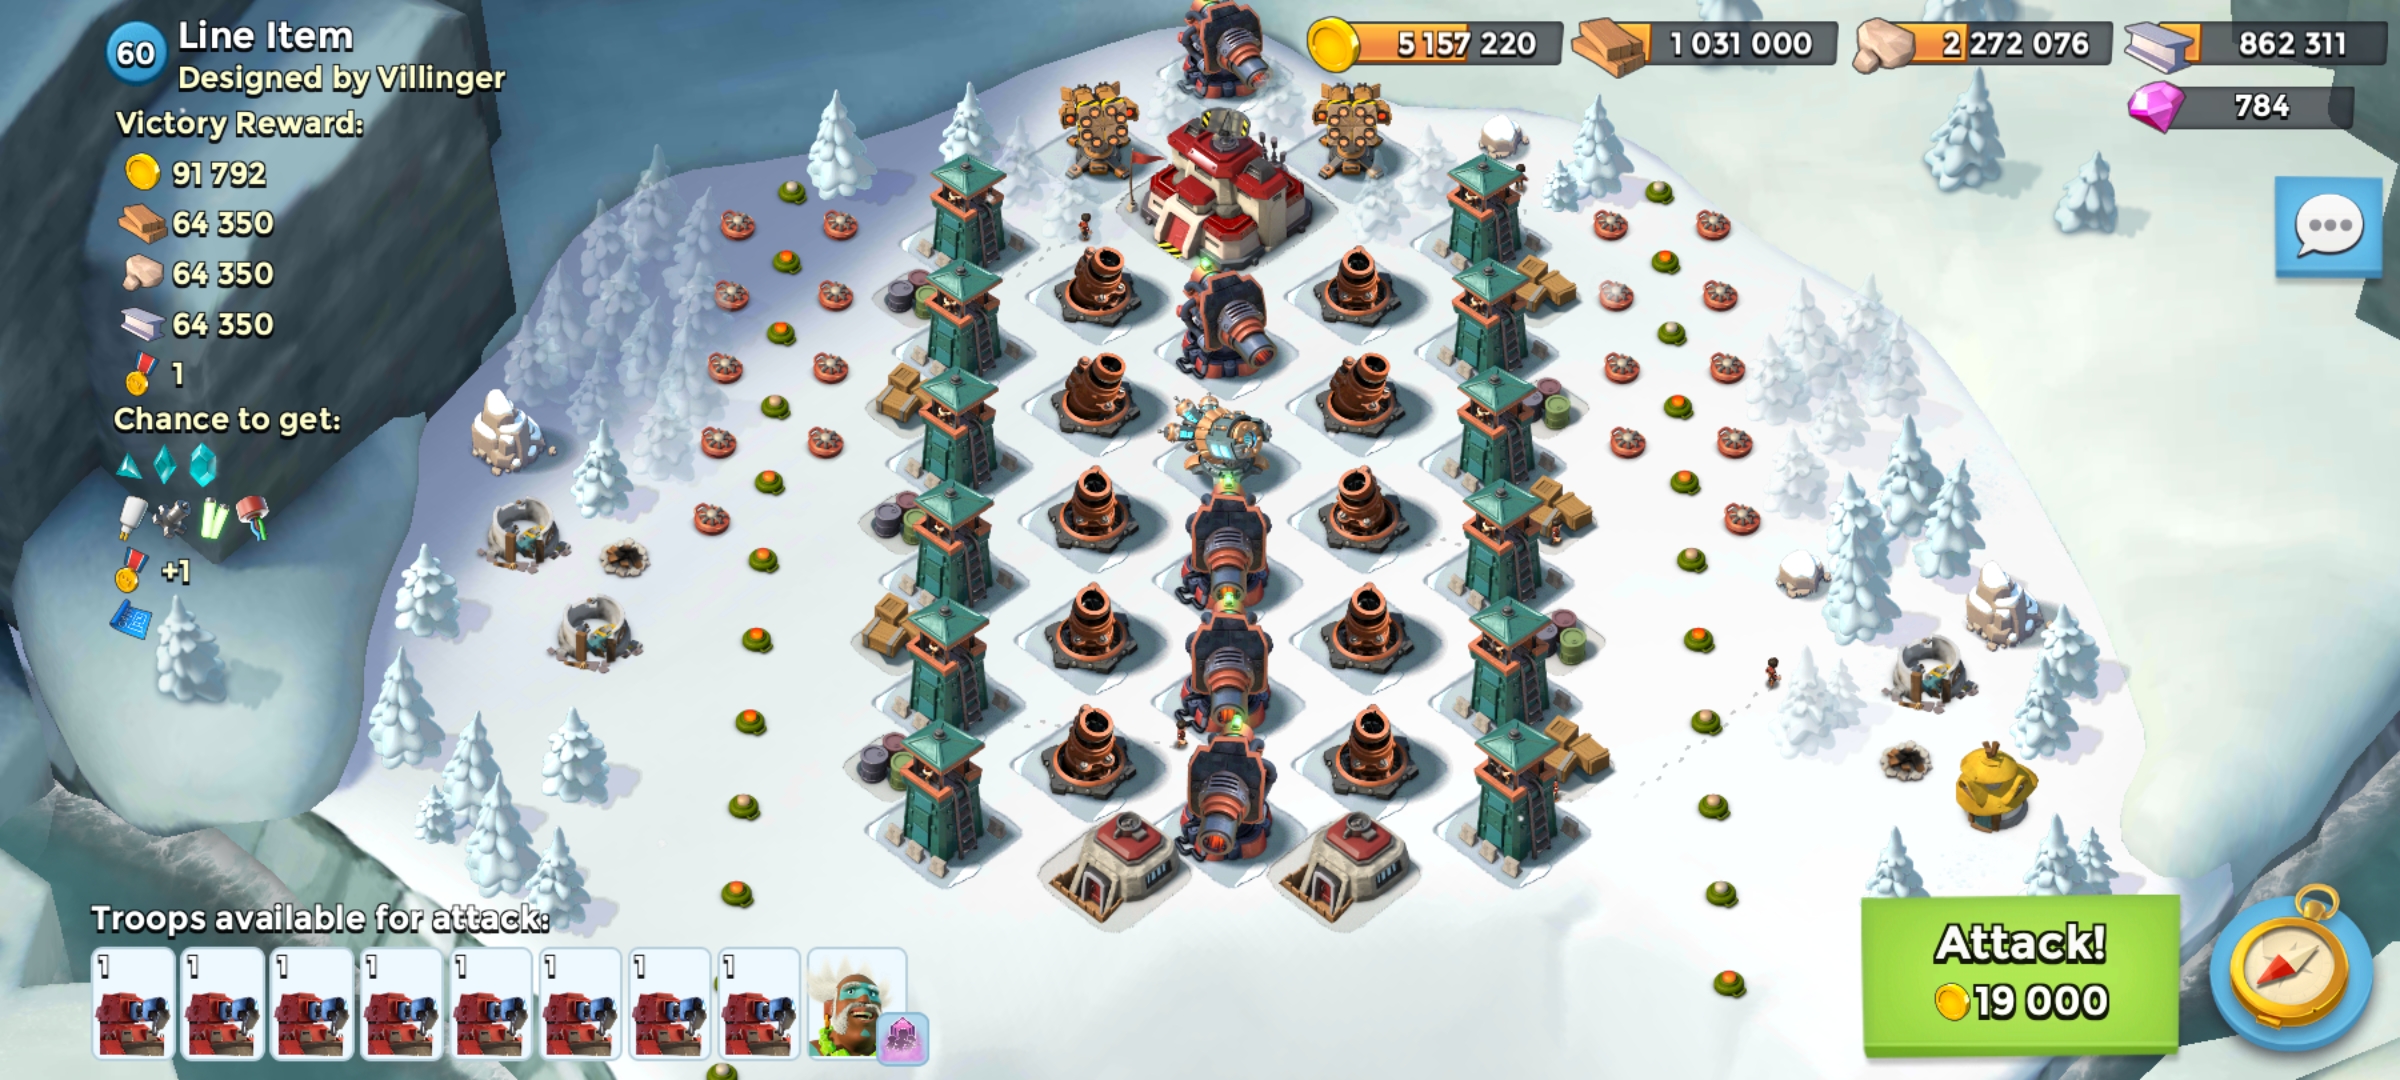 60
Line Item
Designed by Villinger
Victory Reward:
91 792
64 350
64 350
64 350
1
Chance to get:
+1
5 157 220
1 031 000
2 272 076
862 311
784
Troops available for attack:
1 1 1 1 1 1 1 1
Attack!
19 000